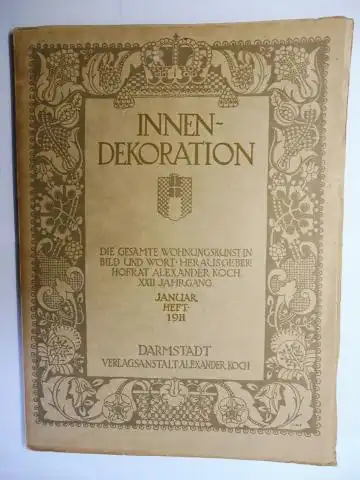 INNEN-
DEKORATION
DIE GESAMTE WOHNUNGSKUNST IN
BILD UND WORT · HERAUSGEBER:
HOFRAT ALEXANDER KOCH.
XXII JAHRGANG.
JANUAR
HEFT·
1911
DARMSTADT
VERLAGSANSTALT ALEXANDER KOCH